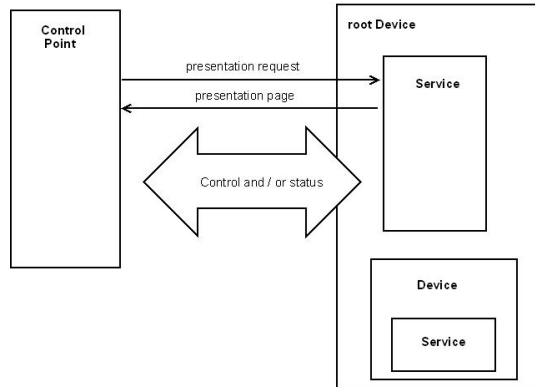 Control
Point
root Device
presentation request
Service
presentation page
Control and / or status
Device
Service